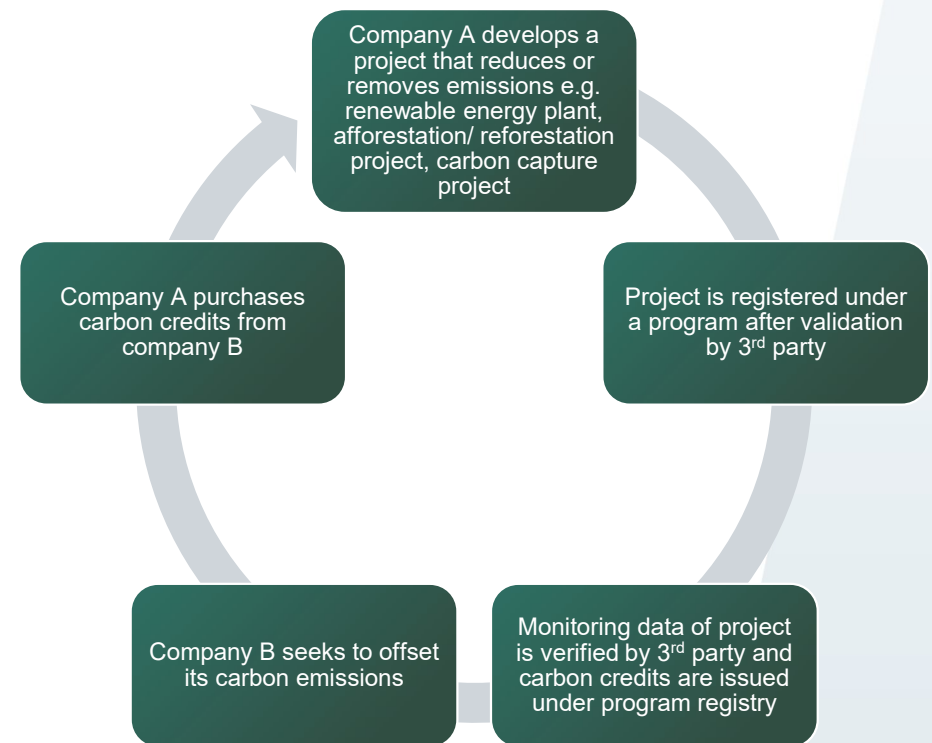 Company A develops a
project that reduces or
removes emissions e.g.
renewable energy plant,
afforestation/ reforestation
project, carbon capture
project
Project is registered under
a program after validation
by 3rd party
Monitoring data of project
is verified by 3rd party and
carbon credits are issued
under program registry
Company B seeks to offset
its carbon emissions
Company A purchases
carbon credits from
company B